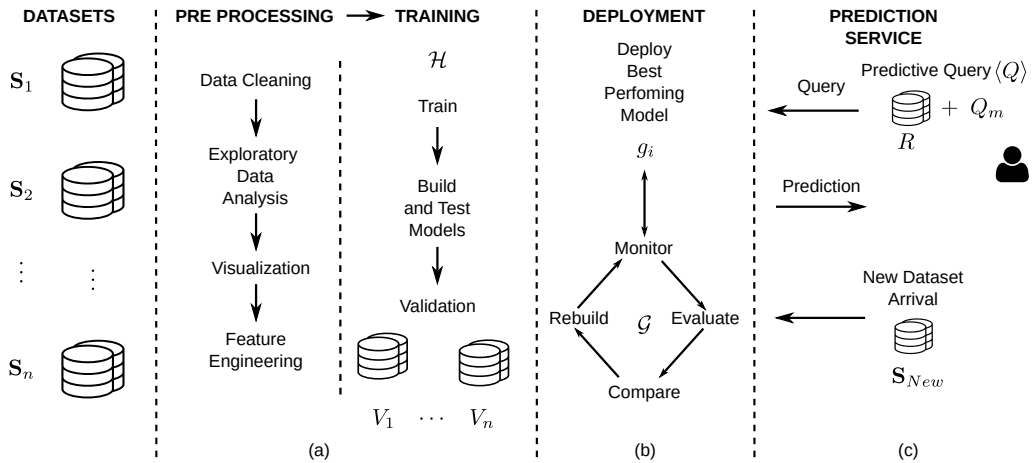 DATASETS
S₁
S₂
⋮ ⋮
Sₙ
PRE PROCESSING
Data Cleaning
Exploratory
Data
Analysis
Visualization
Feature
Engineering
TRAINING
ℋ
Train
Build
and Test
Models
Validation
V₁ ⋯ Vₙ
(a)
DEPLOYMENT
Deploy
Best
Perfoming
Model
gᵢ
Monitor
Rebuild 𝒢 Evaluate
Compare
(b)
PREDICTION
SERVICE
Query
Predictive Query ⟨Q⟩
+ Qₘ
R
Prediction
New Dataset
Arrival
S_New
(c)